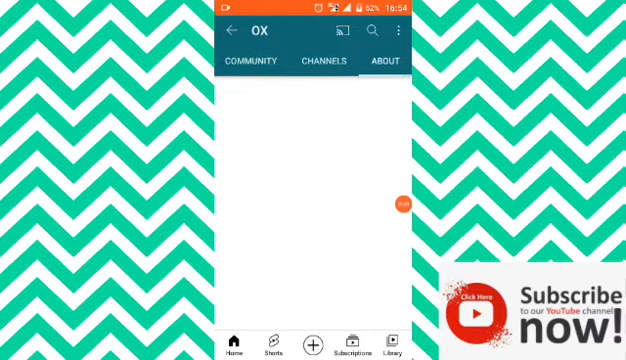 62% 16:54
OX
COMMUNITY CHANNELS ABOUT
Click Here
Subscribe
to our YouTube channel
now!
Home Shorts Subscriptions Library